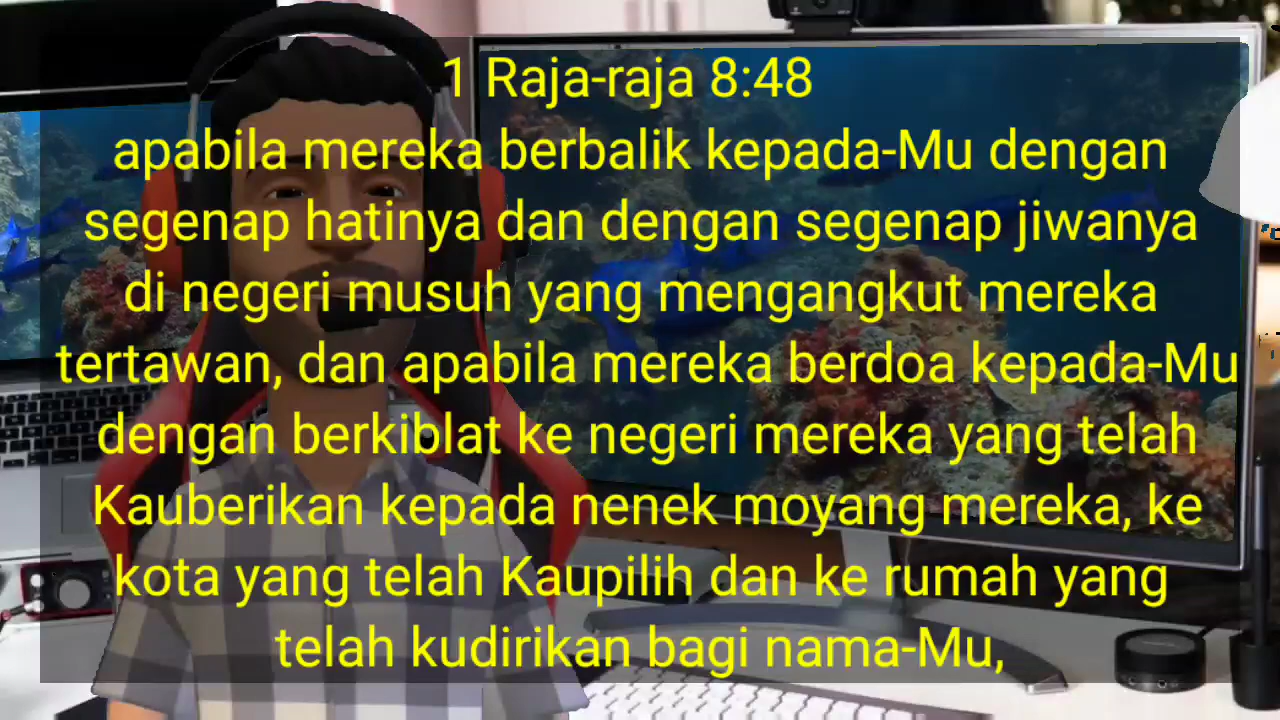 1 Raja-raja 8:48
apabila mereka berbalik kepada-Mu dengan
segenap hatinya dan dengan segenap jiwanya
di negeri musuh yang mengangkut mereka
tertawan, dan apabila mereka berdoa kepada-Mu
dengan berkiblat ke negeri mereka yang telah
Kauberikan kepada nenek moyang mereka, ke
kota yang telah Kaupilih dan ke rumah yang
telah kudirikan bagi nama-Mu,